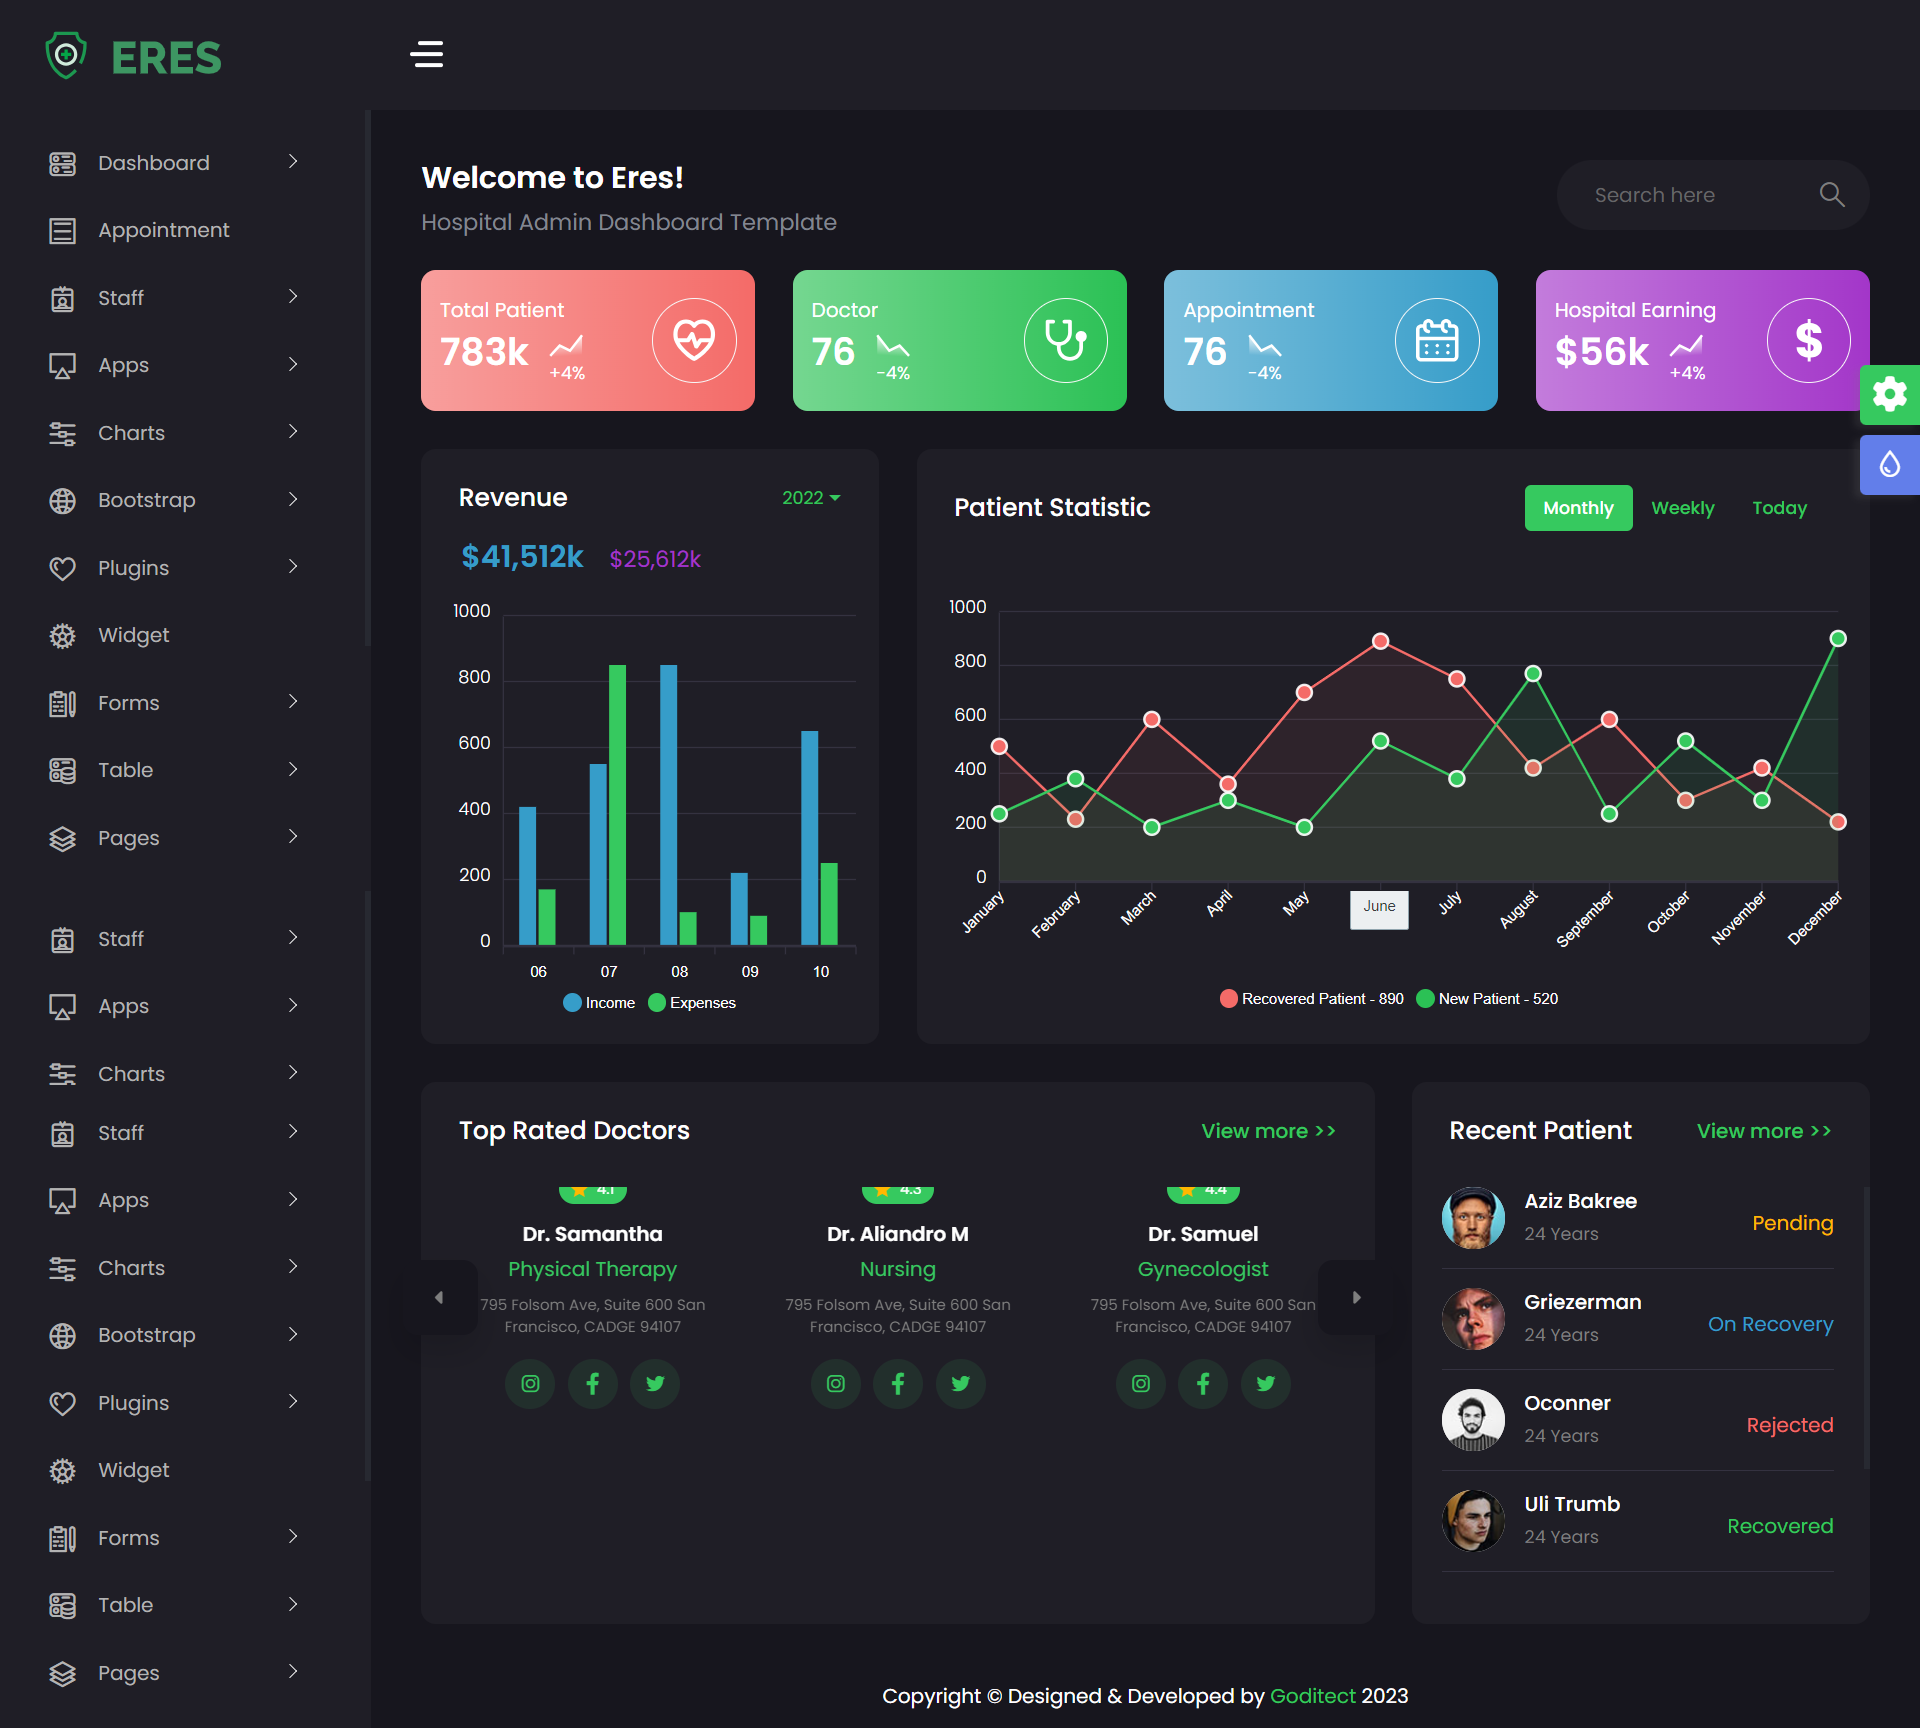 ERES
Dashboard
Appointment
Staff
Apps
Charts
Bootstrap
Plugins
Widget
Forms
Table
Pages
Staff
Apps
Charts
Staff
Apps
Charts
Bootstrap
Plugins
Widget
Forms
Table
Pages
Welcome to Eres!
Hospital Admin Dashboard Template
Search here
Total Patient
783k
+4%
Doctor
76
-4%
Appointment
76
-4%
Hospital Earning
$56k
+4%
$
Revenue
2022
$41,512k $25,612k
1000
800
600
400
200
0
06 07 08 09 10
Income Expenses
Patient Statistic
Monthly Weekly Today
1000
800
600
400
200
0
January February March April May June July August September October November December
Recovered Patient - 890 New Patient - 520
Top Rated Doctors
View more >>
4.1
Dr. Samantha
Physical Therapy
795 Folsom Ave, Suite 600 San
Francisco, CADGE 94107
4.3
Dr. Aliandro M
Nursing
795 Folsom Ave, Suite 600 San
Francisco, CADGE 94107
4.4
Dr. Samuel
Gynecologist
795 Folsom Ave, Suite 600 San
Francisco, CADGE 94107
Recent Patient
View more >>
Aziz Bakree
24 Years
Pending
Griezerman
24 Years
On Recovery
Oconner
24 Years
Rejected
Uli Trumb
24 Years
Recovered
Copyright © Designed & Developed by Goditect 2023